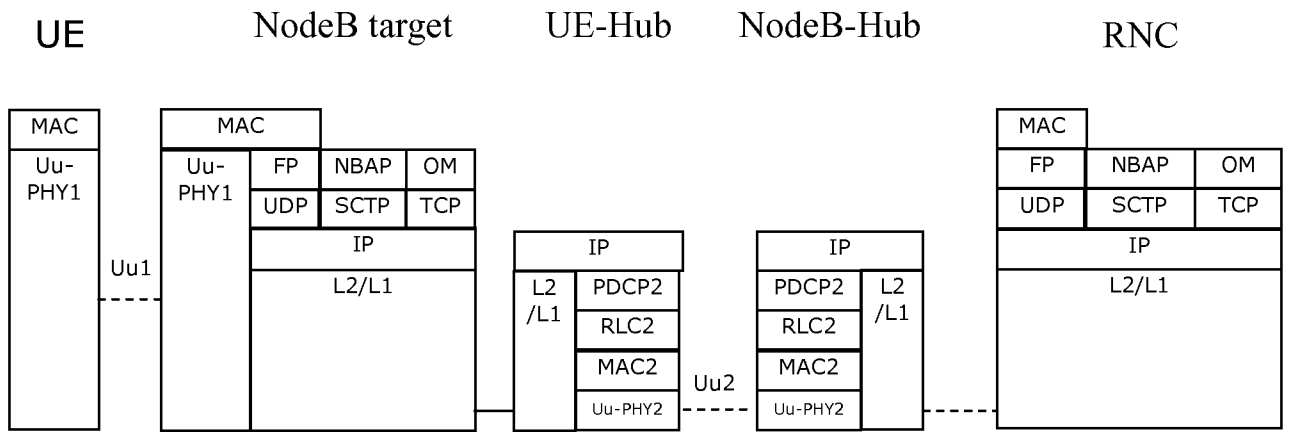 UE
NodeB target
UE-Hub
NodeB-Hub
RNC
MAC
Uu-
PHY1
Uu1
MAC
Uu-
PHY1
FP
NBAP
OM
UDP
SCTP
TCP
IP
L2/L1
IP
L2
/L1
PDCP2
RLC2
MAC2
Uu-PHY2
Uu2
IP
PDCP2
RLC2
MAC2
Uu-PHY2
L2
/L1
MAC
FP
NBAP
OM
UDP
SCTP
TCP
IP
L2/L1